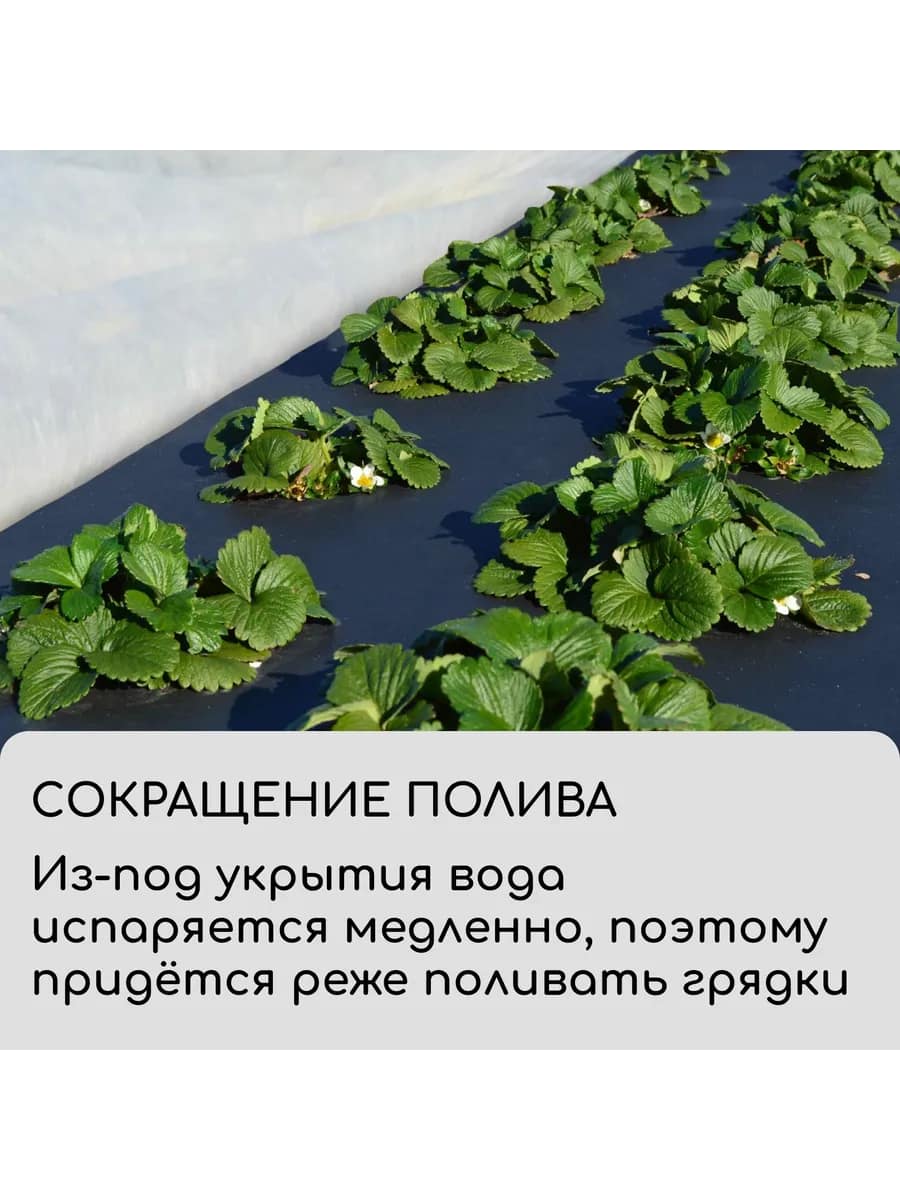 СОКРАЩЕНИЕ ПОЛИВА
Из-под укрытия вода
испаряется медленно, поэтому
придётся реже поливать грядки